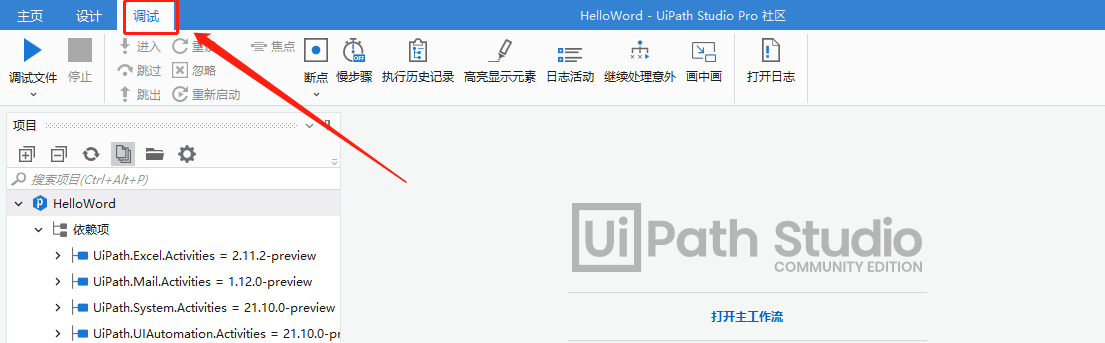 主页 设计 调试 HelloWord - UiPath Studio Pro 社区
调试文件
停止
进入
跳过
跳出
忽略
重新启动
焦点
断点
慢步骤
执行历史记录
高亮显示元素
日志活动
继续处理意外
画中画
打开日志
项目
搜索项目(Ctrl+Alt+P)
HelloWord
依赖项
UiPath.Excel.Activities = 2.11.2-preview
UiPath.Mail.Activities = 1.12.0-preview
UiPath.System.Activities = 21.10.0-preview
UiPath.UIAutomation.Activities = 21.10.0-pr
UiPath Studio
COMMUNITY EDITION
打开主工作流